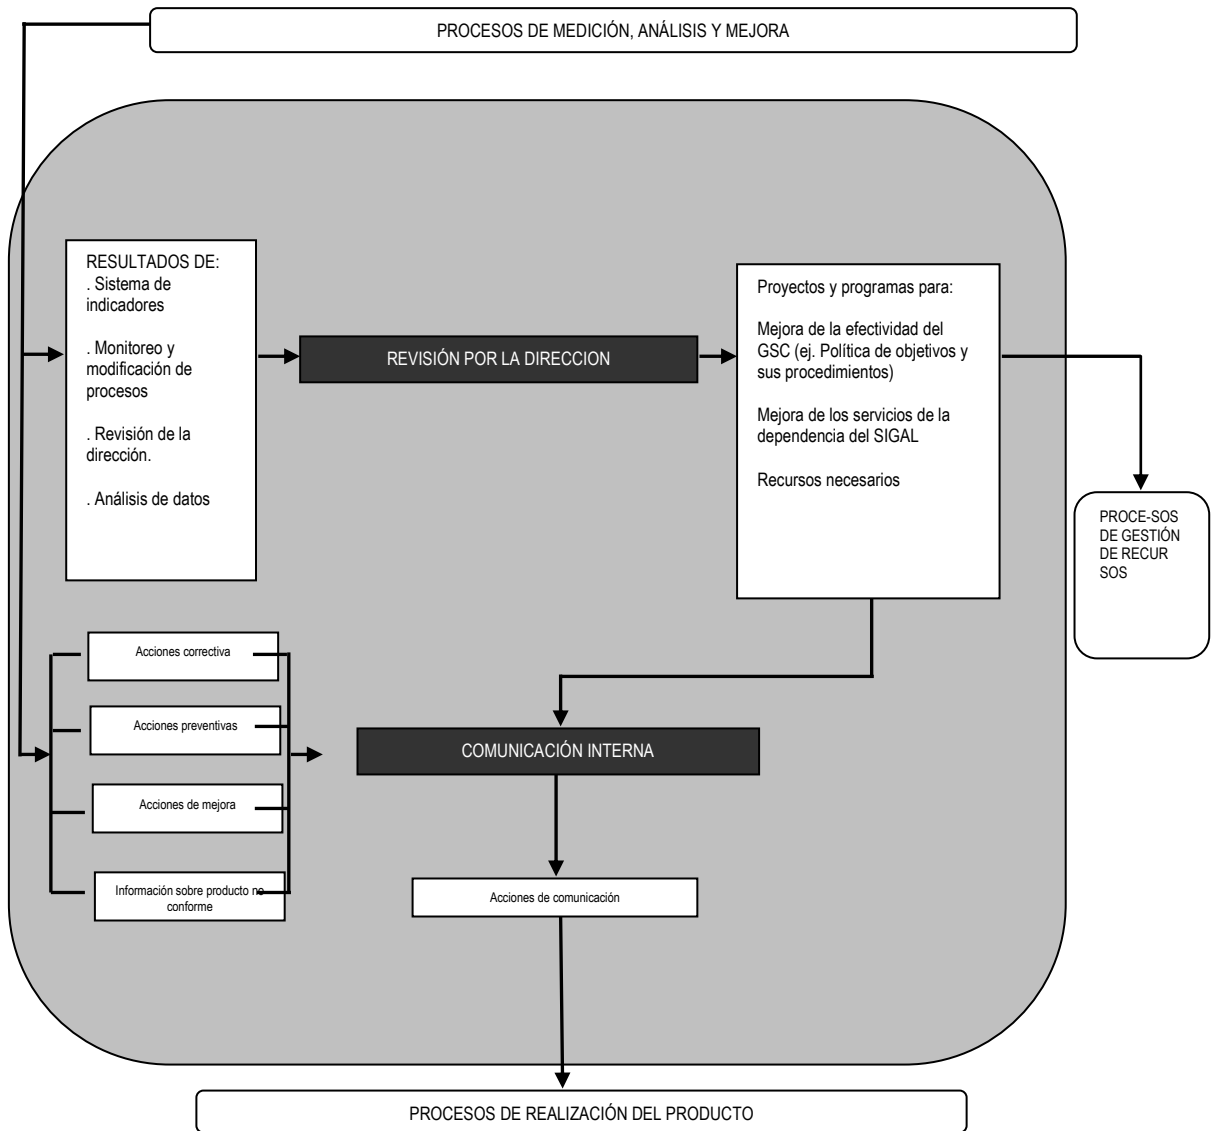 PROCESOS DE MEDICIÓN, ANÁLISIS Y MEJORA
RESULTADOS DE:
. Sistema de
indicadores
. Monitoreo y
modificación de
procesos
. Revisión de la
dirección.
. Análisis de datos
REVISIÓN POR LA DIRECCION
Proyectos y programas para:
Mejora de la efectividad del
GSC (ej. Política de objetivos y
sus procedimientos)
Mejora de los servicios de la
dependencia del SIGAL
Recursos necesarios
PROCE-SOS
DE GESTIÓN
DE RECUR
SOS
Acciones correctiva
Acciones preventivas
Acciones de mejora
Información sobre producto no
conforme
COMUNICACIÓN INTERNA
Acciones de comunicación
PROCESOS DE REALIZACIÓN DEL PRODUCTO